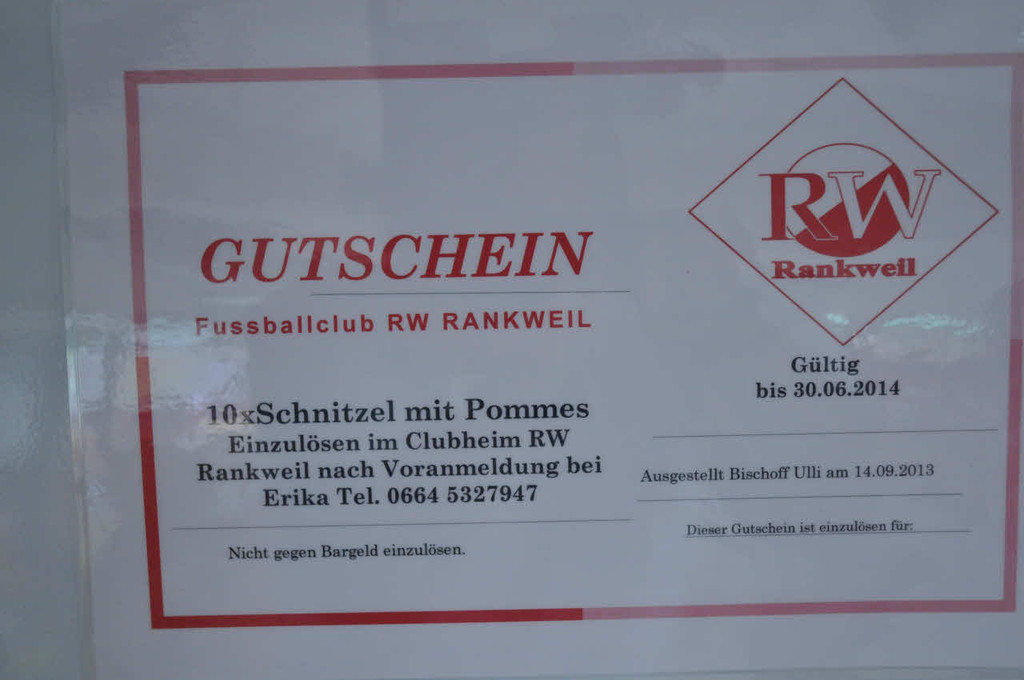 RW
Rankweil
GUTSCHEIN
Fussballclub RW RANKWEIL
Gültig
bis 30.06.2014
10xSchnitzel mit Pommes
Einzulösen im Clubheim RW
Rankweil nach Voranmeldung bei
Erika Tel. 0664 5327947
Ausgestellt Bischoff Ulli am 14.09.2013
Dieser Gutschein ist einzulösen für:
Nicht gegen Bargeld einzulösen.